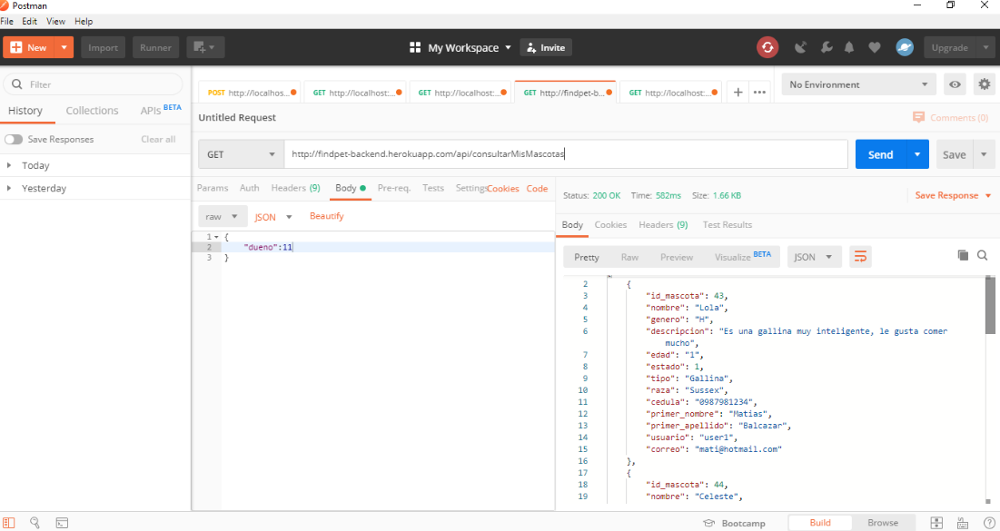 Postman
File Edit View Help
New Import Runner My Workspace Invite Upgrade
Filter
History Collections APIs BETA
Save Responses Clear all
Today
Yesterday
POST http://localhos... GET http://localhost:... GET http://localhost:... GET http://findpet-b... GET http://localhost:... + ••• No Environment
Untitled Request Comments (0)
GET http://findpet-backend.herokuapp.com/api/consultarMisMascotas Send Save
Params Auth Headers (9) Body Pre-req. Tests Settings Cookies Code
raw JSON Beautify
1 {
2 "dueno":11
3 }
Status: 200 OK Time: 582ms Size: 1.66 KB Save Response
Body Cookies Headers (9) Test Results
Pretty Raw Preview Visualize BETA JSON
2 {
3 "id_mascota": 43,
4 "nombre": "Lola",
5 "genero": "H",
6 "descripcion": "Es una gallina muy inteligente, le gusta comer
mucho",
7 "edad": "1",
8 "estado": 1,
9 "tipo": "Gallina",
10 "raza": "Sussex",
11 "cedula": "0987981234",
12 "primer_nombre": "Matias",
13 "primer_apellido": "Balcazar",
14 "usuario": "user1",
15 "correo": "mati@hotmail.com"
16 },
17 {
18 "id_mascota": 44,
19 "nombre": "Celeste",
Bootcamp Build Browse